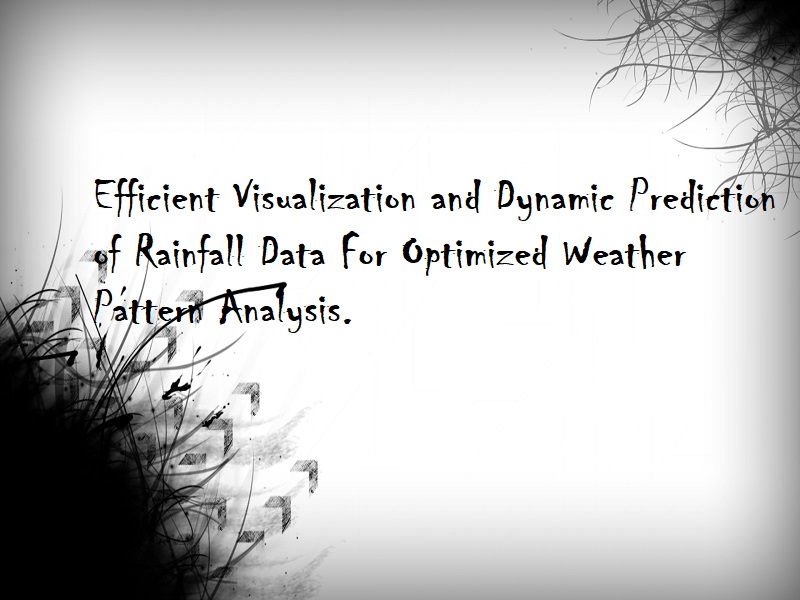 Efficient Visualization and Dynamic Prediction
of Rainfall Data For Optimized Weather
Pattern Analysis.